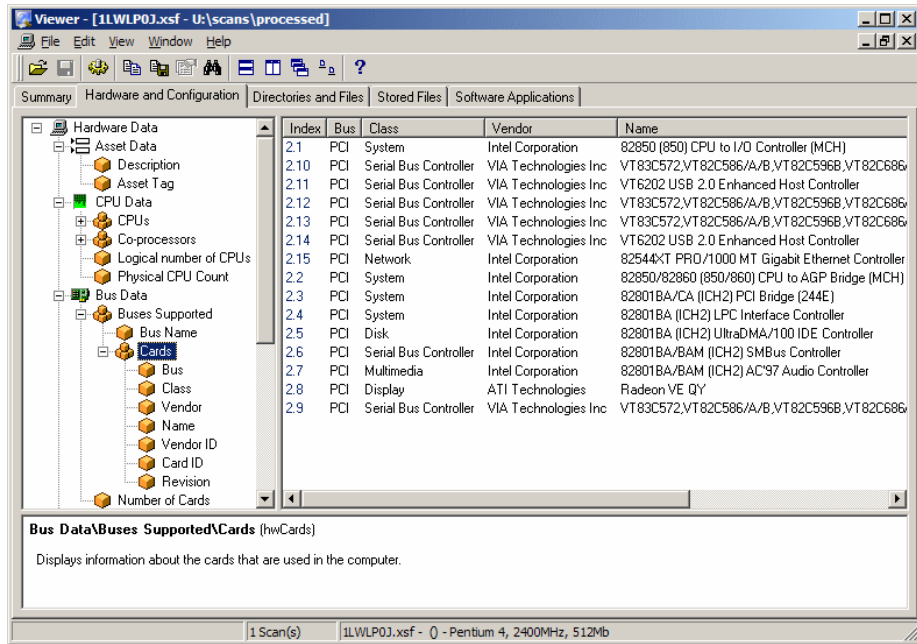 Viewer - [1LWLP0J.xsf - U:\scans\processed]
File Edit View Window Help
Summary Hardware and Configuration Directories and Files Stored Files Software Applications
Hardware Data
Asset Data
Description
Asset Tag
CPU Data
CPUs
Co-processors
Logical number of CPUs
Physical CPU Count
Bus Data
Buses Supported
Bus Name
Cards
Bus
Class
Vendor
Name
Vendor ID
Card ID
Revision
Number of Cards
Index Bus Class Vendor Name
2.1 PCI System Intel Corporation 82850 (850) CPU to I/O Controller (MCH)
2.10 PCI Serial Bus Controller VIA Technologies Inc VT83C572,VT82C586/A/B,VT82C596B,VT82C686/
2.11 PCI Serial Bus Controller VIA Technologies Inc VT6202 USB 2.0 Enhanced Host Controller
2.12 PCI Serial Bus Controller VIA Technologies Inc VT83C572,VT82C586/A/B,VT82C596B,VT82C686/
2.13 PCI Serial Bus Controller VIA Technologies Inc VT83C572,VT82C586/A/B,VT82C596B,VT82C686/
2.14 PCI Serial Bus Controller VIA Technologies Inc VT6202 USB 2.0 Enhanced Host Controller
2.15 PCI Network Intel Corporation 82544XT PRO/1000 MT Gigabit Ethernet Controller
2.2 PCI System Intel Corporation 82850/82860 (850/860) CPU to AGP Bridge (MCH)
2.3 PCI System Intel Corporation 82801BA/CA (ICH2) PCI Bridge (244E)
2.4 PCI System Intel Corporation 82801BA (ICH2) LPC Interface Controller
2.5 PCI Disk Intel Corporation 82801BA (ICH2) UltraDMA/100 IDE Controller
2.6 PCI Serial Bus Controller Intel Corporation 82801BA/BAM (ICH2) SMBus Controller
2.7 PCI Multimedia Intel Corporation 82801BA/BAM (ICH2) AC'97 Audio Controller
2.8 PCI Display ATI Technologies Radeon VE QY
2.9 PCI Serial Bus Controller VIA Technologies Inc VT83C572,VT82C586/A/B,VT82C596B,VT82C686/
Bus Data\Buses Supported\Cards (hwCards)
Displays information about the cards that are used in the computer.
1 Scan(s) 1LWLP0J.xsf - () - Pentium 4, 2400MHz, 512Mb